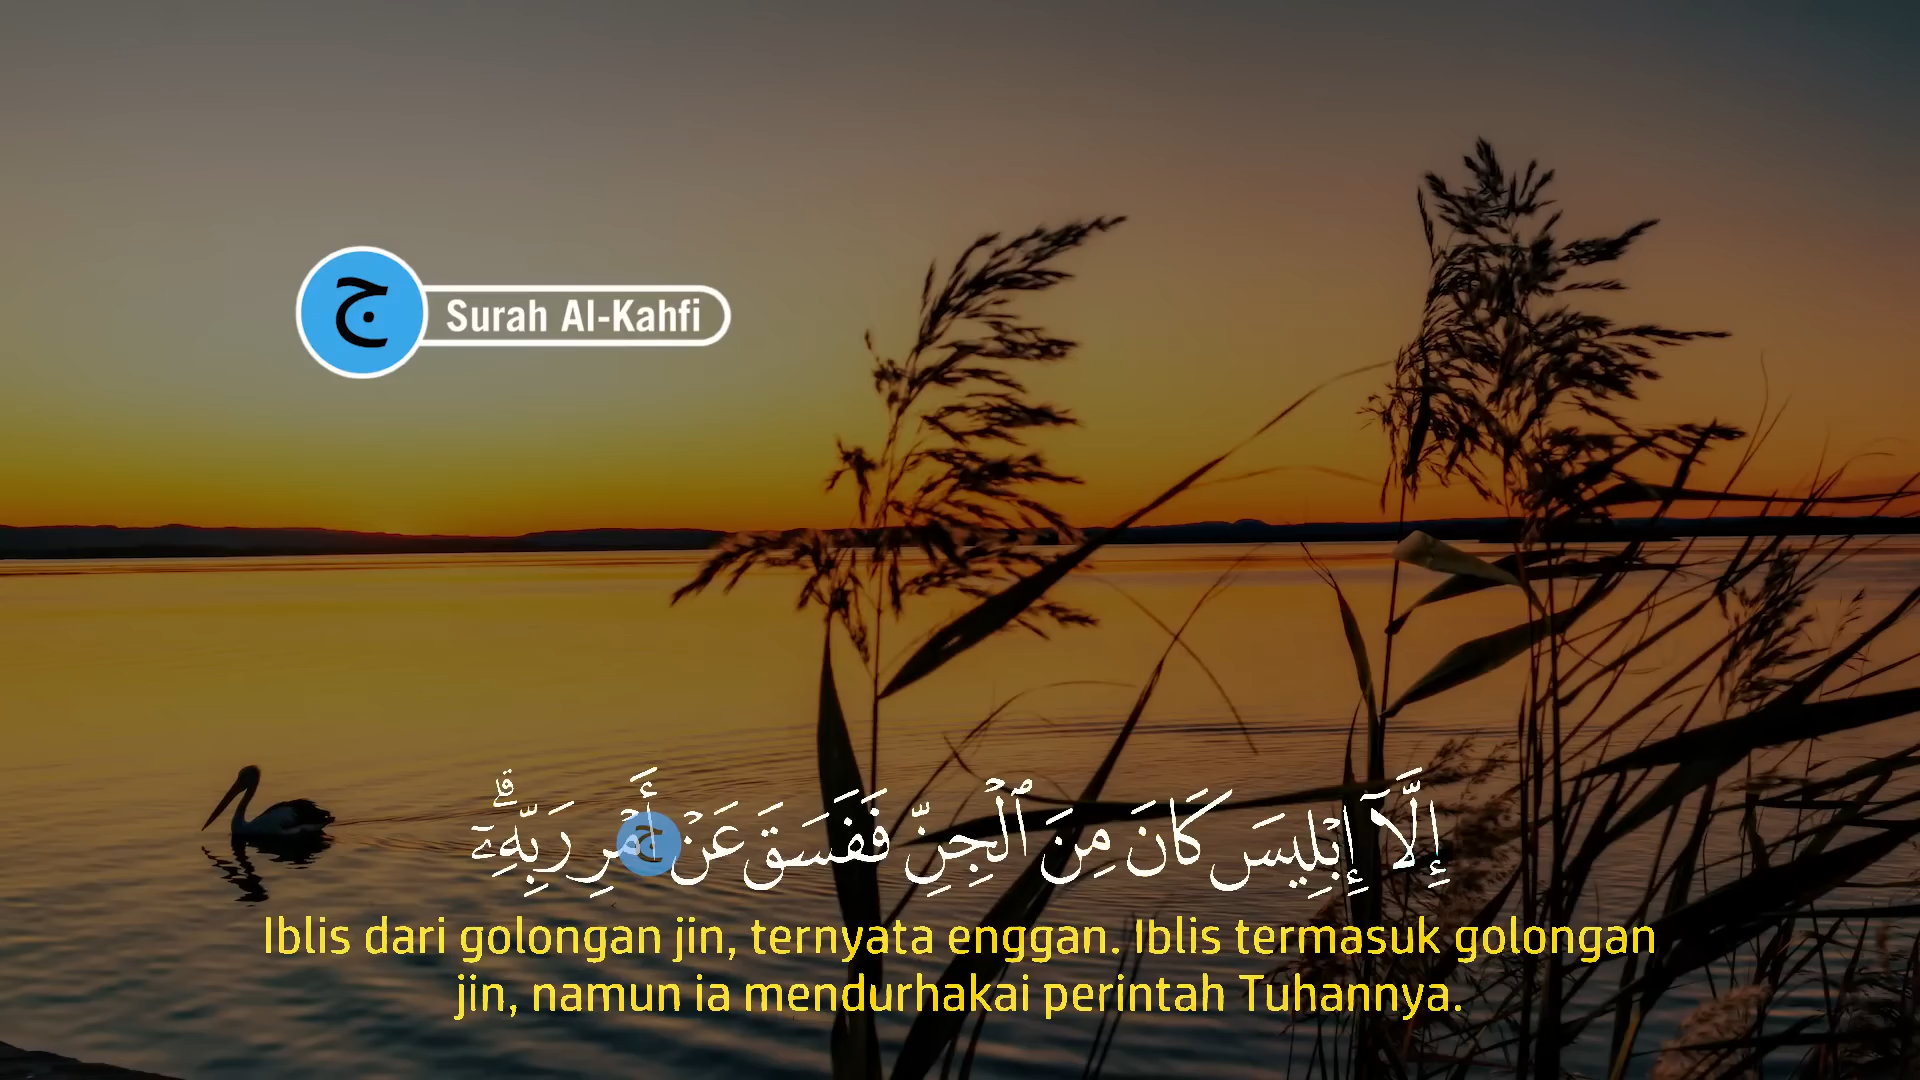 ج
Surah Al-Kahfi
إِلَّآ إِبْلِيسَ كَانَ مِنَ ٱلْجِنِّ فَفَسَقَ عَنْ أَمْرِ رَبِّهِۦٓ ۗ
ج
Iblis dari golongan jin, ternyata enggan. Iblis termasuk golongan
jin, namun ia mendurhakai perintah Tuhannya.